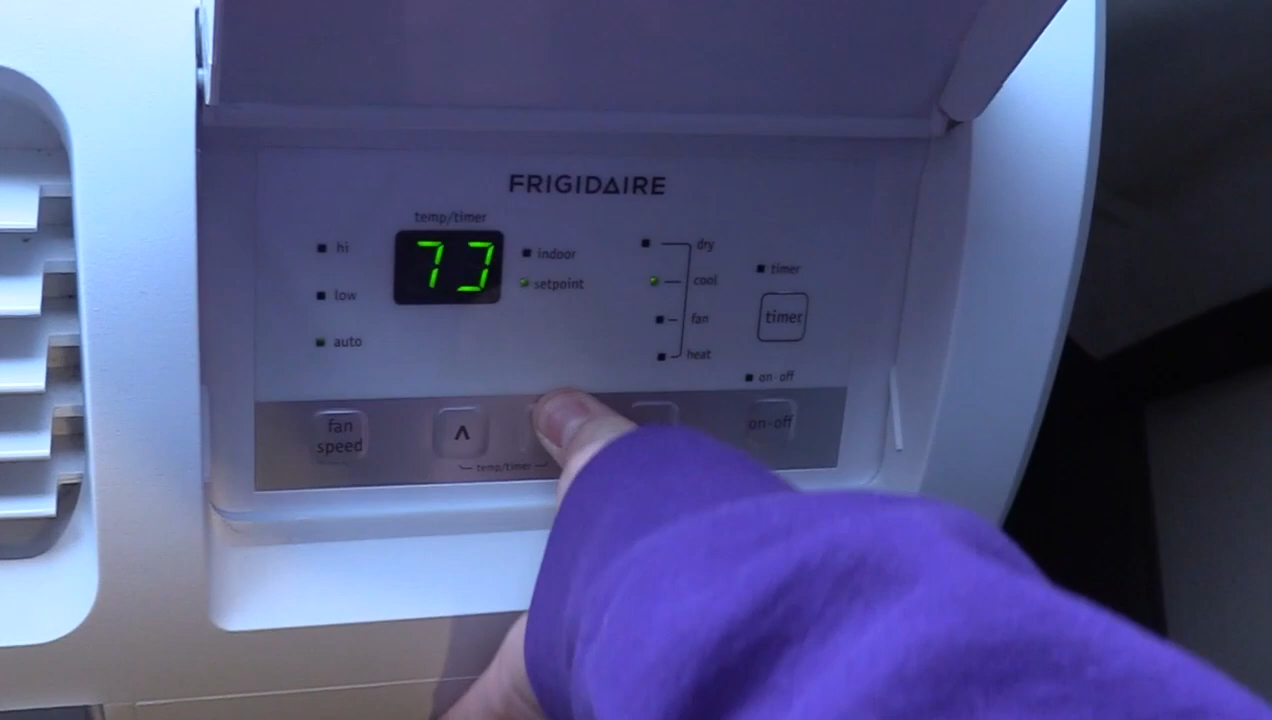 FRIGIDAIRE
temp/timer
73
hi
low
auto
indoor
setpoint
dry
cool
fan
heat
timer
timer
on·off
fan
speed
^
temp/timer
on·off